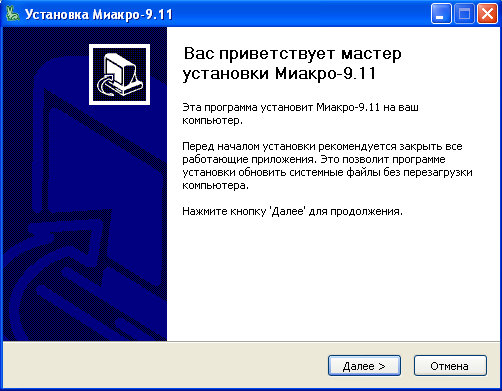 Установка Миакро-9.11
Вас приветствует мастер
установки Миакро-9.11
Эта программа установит Миакро-9.11 на ваш
компьютер.
Перед началом установки рекомендуется закрыть все
работающие приложения. Это позволит программе
установки обновить системные файлы без перезагрузки
компьютера.
Нажмите кнопку 'Далее' для продолжения.
Далее >
Отмена